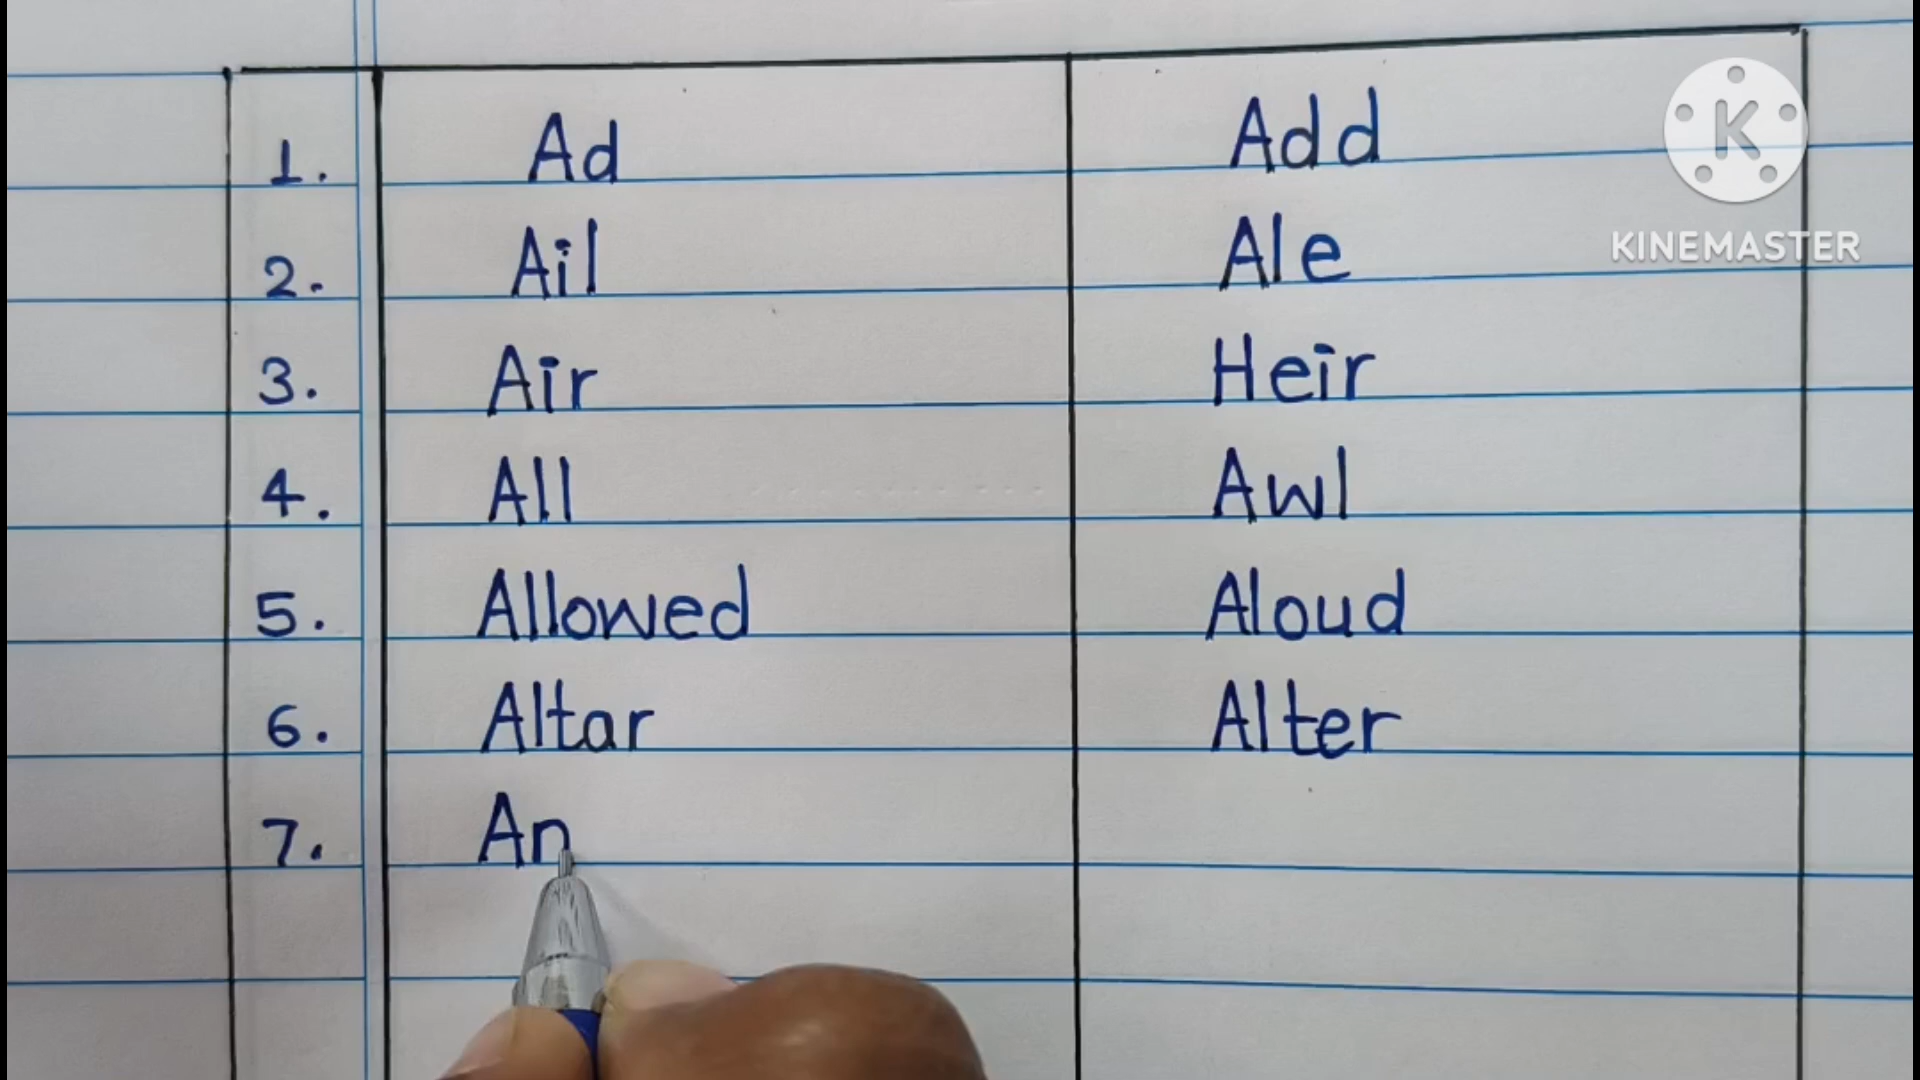 1. Ad Add
2. Ail Ale
3. Air Heir
4. All Awl
5. Allowed Aloud
6. Altar Alter
7. An
K
KINEMASTER